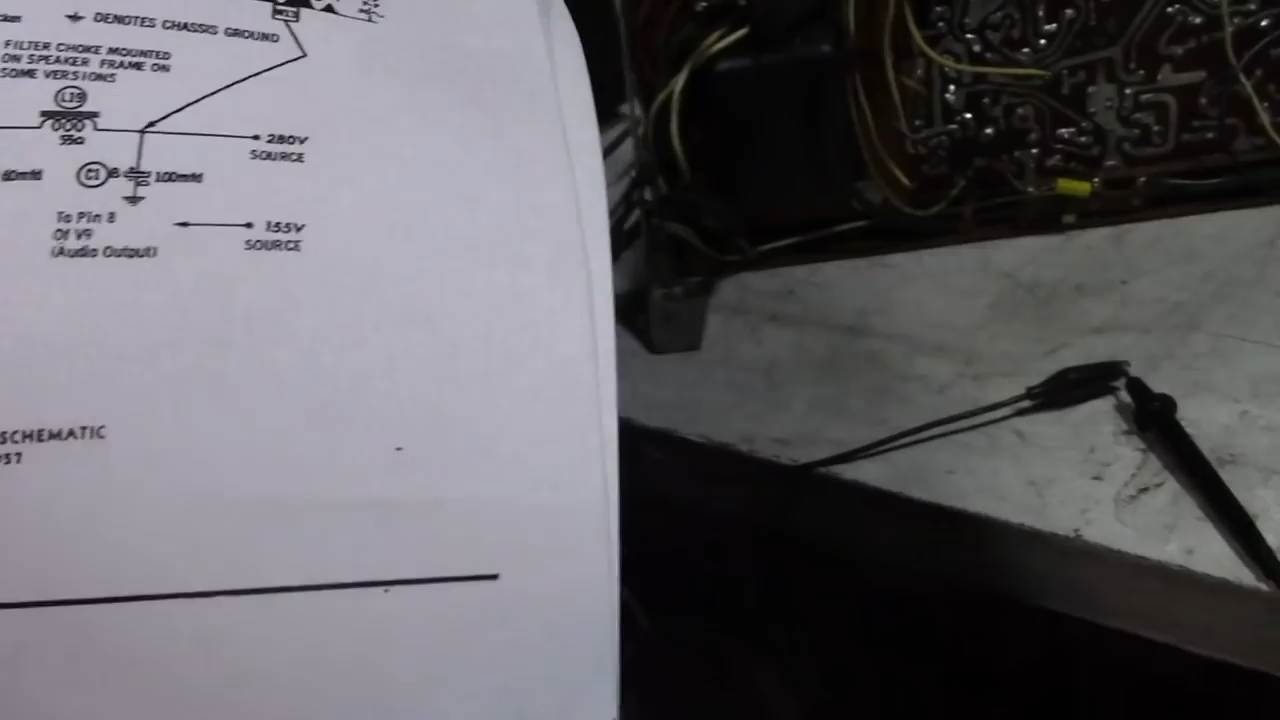 DENOTES CHASSIS GROUND
FILTER CHOKE MOUNTED
ON SPEAKER FRAME ON
SOME VERSIONS
L19
280V
SOURCE
C1
B
100mfd
To Pin 8
Of V9
(Audio Output)
155V
SOURCE
SCHEMATIC